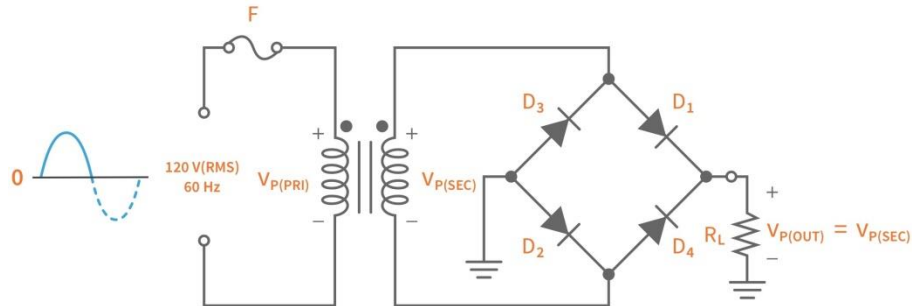 F
D3
D1
+
+
0
120 V(RMS)
60 Hz
VP(PRI)
VP(SEC)
+
RL
VP(OUT) = VP(SEC)
−
−
D2
D4
−